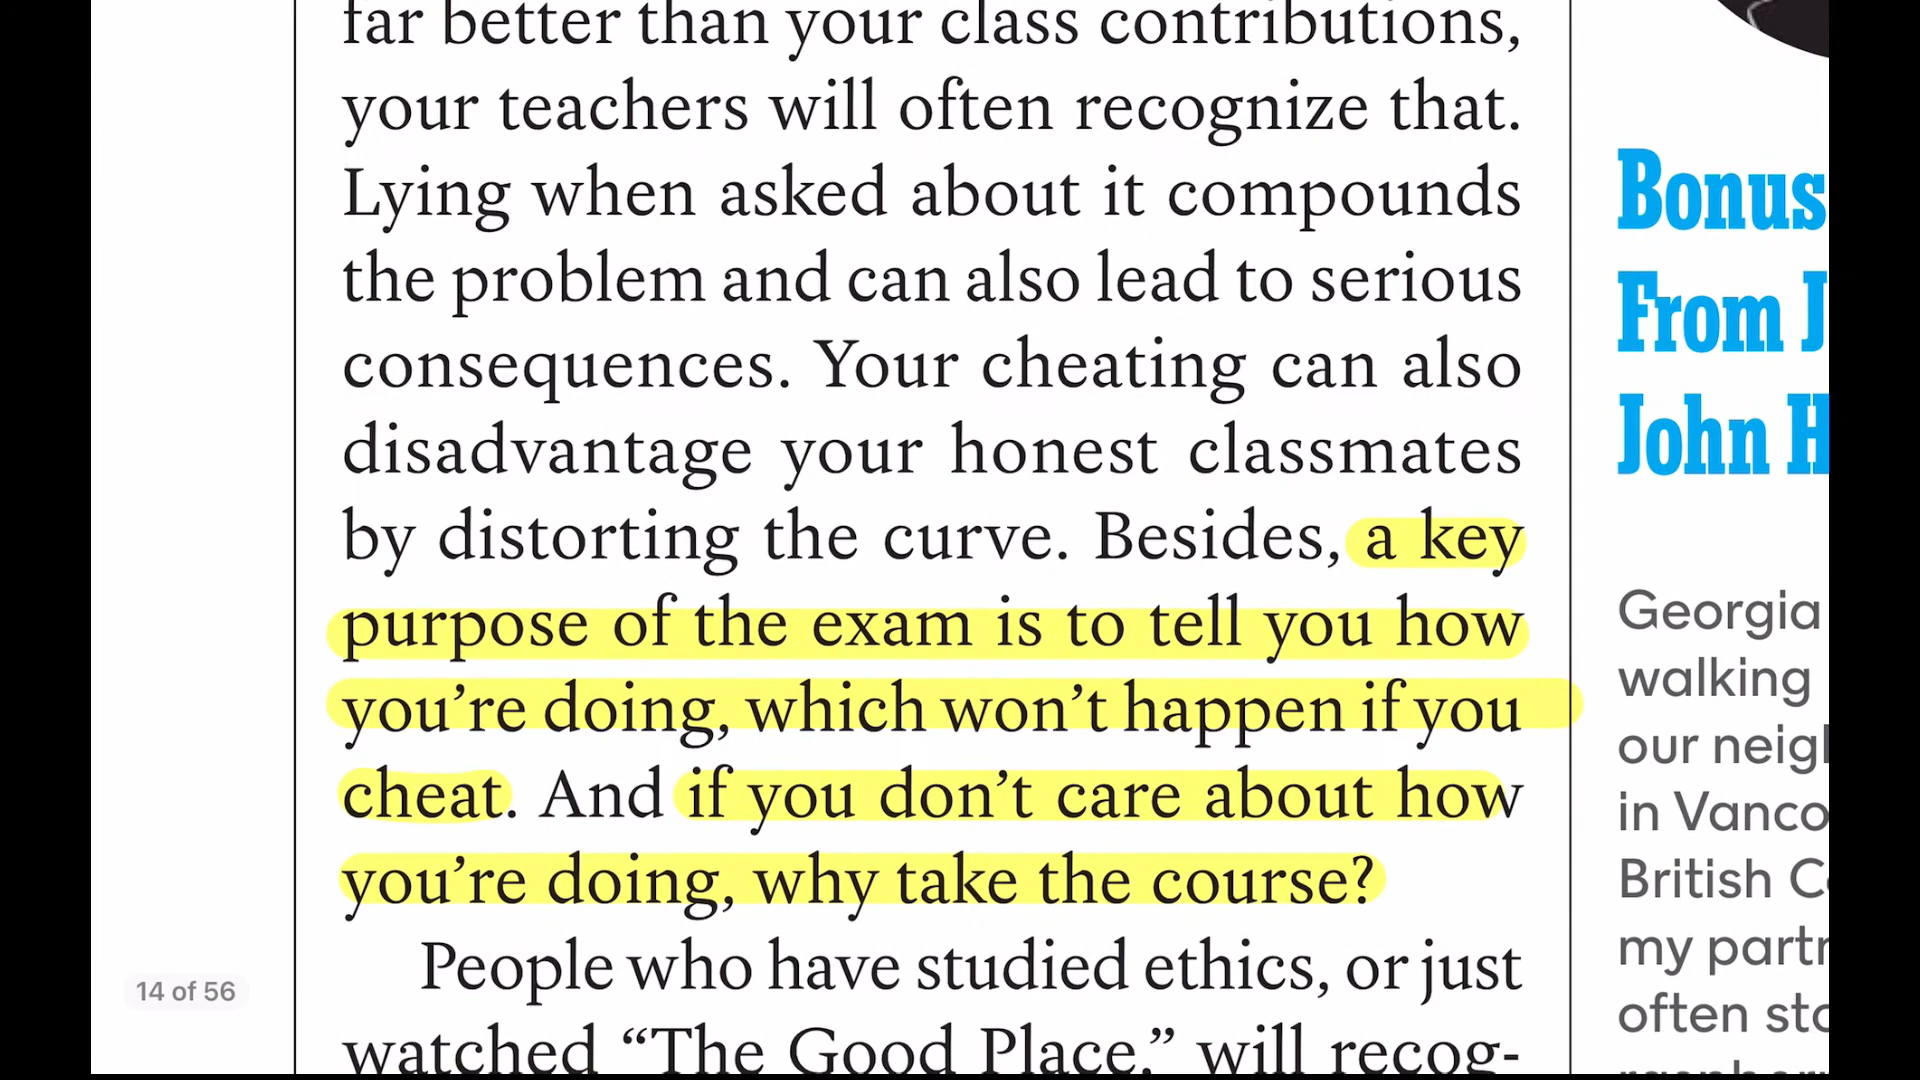 far better than your class contributions,
your teachers will often recognize that.
Lying when asked about it compounds
the problem and can also lead to serious
consequences. Your cheating can also
disadvantage your honest classmates
by distorting the curve. Besides, a key
purpose of the exam is to tell you how
you’re doing, which won’t happen if you
cheat. And if you don’t care about how
you’re doing, why take the course?
People who have studied ethics, or just
watched “The Good Place,” will recog-
14 of 56
Bonus
From J
John H
Georgia
walking
our neigh
in Vanco
British C
my partn
often sto